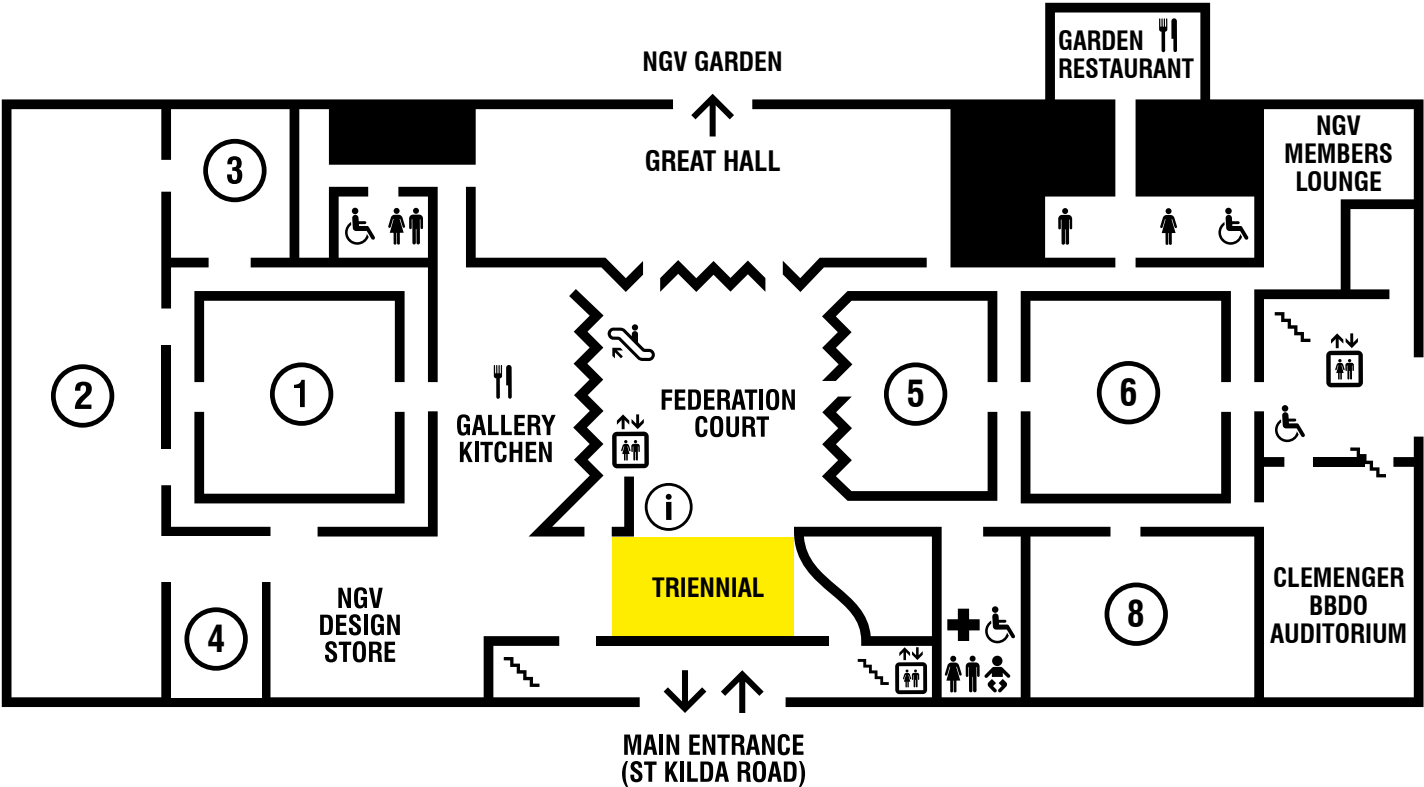 GARDEN
RESTAURANT
NGV GARDEN
GREAT HALL
NGV
MEMBERS
LOUNGE
3
2
1
GALLERY
KITCHEN
FEDERATION
COURT
5
6
i
TRIENNIAL
4
NGV
DESIGN
STORE
8
CLEMENGER
BBDO
AUDITORIUM
MAIN ENTRANCE
(ST KILDA ROAD)